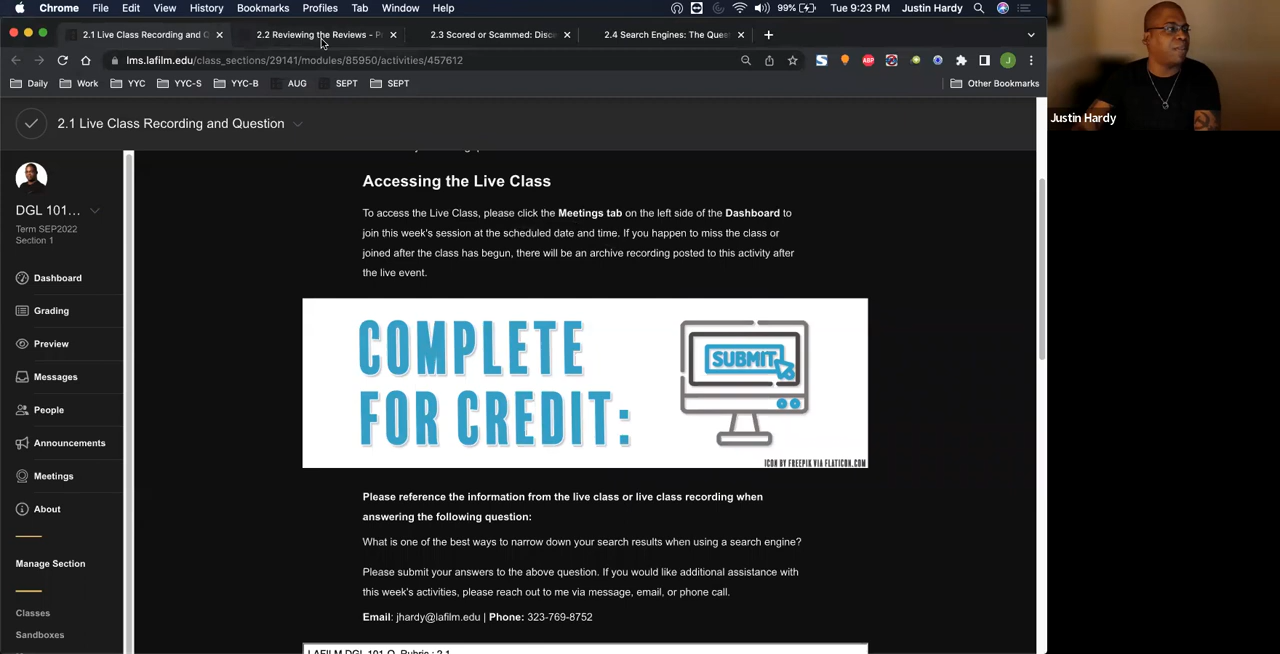 Chrome File Edit View History Bookmarks Profiles Tab Window Help 99% Tue 9:23 PM Justin Hardy
2.1 Live Class Recording and Q 2.2 Reviewing the Reviews - P 2.3 Scored or Scammed: Disc 2.4 Search Engines: The Que
lms.lafilm.edu/class_sections/29141/modules/85950/activities/457612
Daily Work YYC YYC-S YYC-B AUG SEPT SEPT Other Bookmarks
Justin Hardy
2.1 Live Class Recording and Question
DGL 101...
Term SEP2022
Section 1
Dashboard
Grading
Preview
Messages
People
Announcements
Meetings
About
Manage Section
Classes
Sandboxes
Accessing the Live Class
To access the Live Class, please click the Meetings tab on the left side of the Dashboard to
join this week's session at the scheduled date and time. If you happen to miss the class or
joined after the class has begun, there will be an archive recording posted to this activity after
the live event.
COMPLETE
FOR CREDIT:
SUBMIT
ICON BY FREEPIK VIA FLATICON.COM
Please reference the information from the live class or live class recording when
answering the following question:
What is one of the best ways to narrow down your search results when using a search engine?
Please submit your answers to the above question. If you would like additional assistance with
this week's activities, please reach out to me via message, email, or phone call.
Email: jhardy@lafilm.edu | Phone: 323-769-8752
LAFILM DGL 101-O Rubric : 2.1